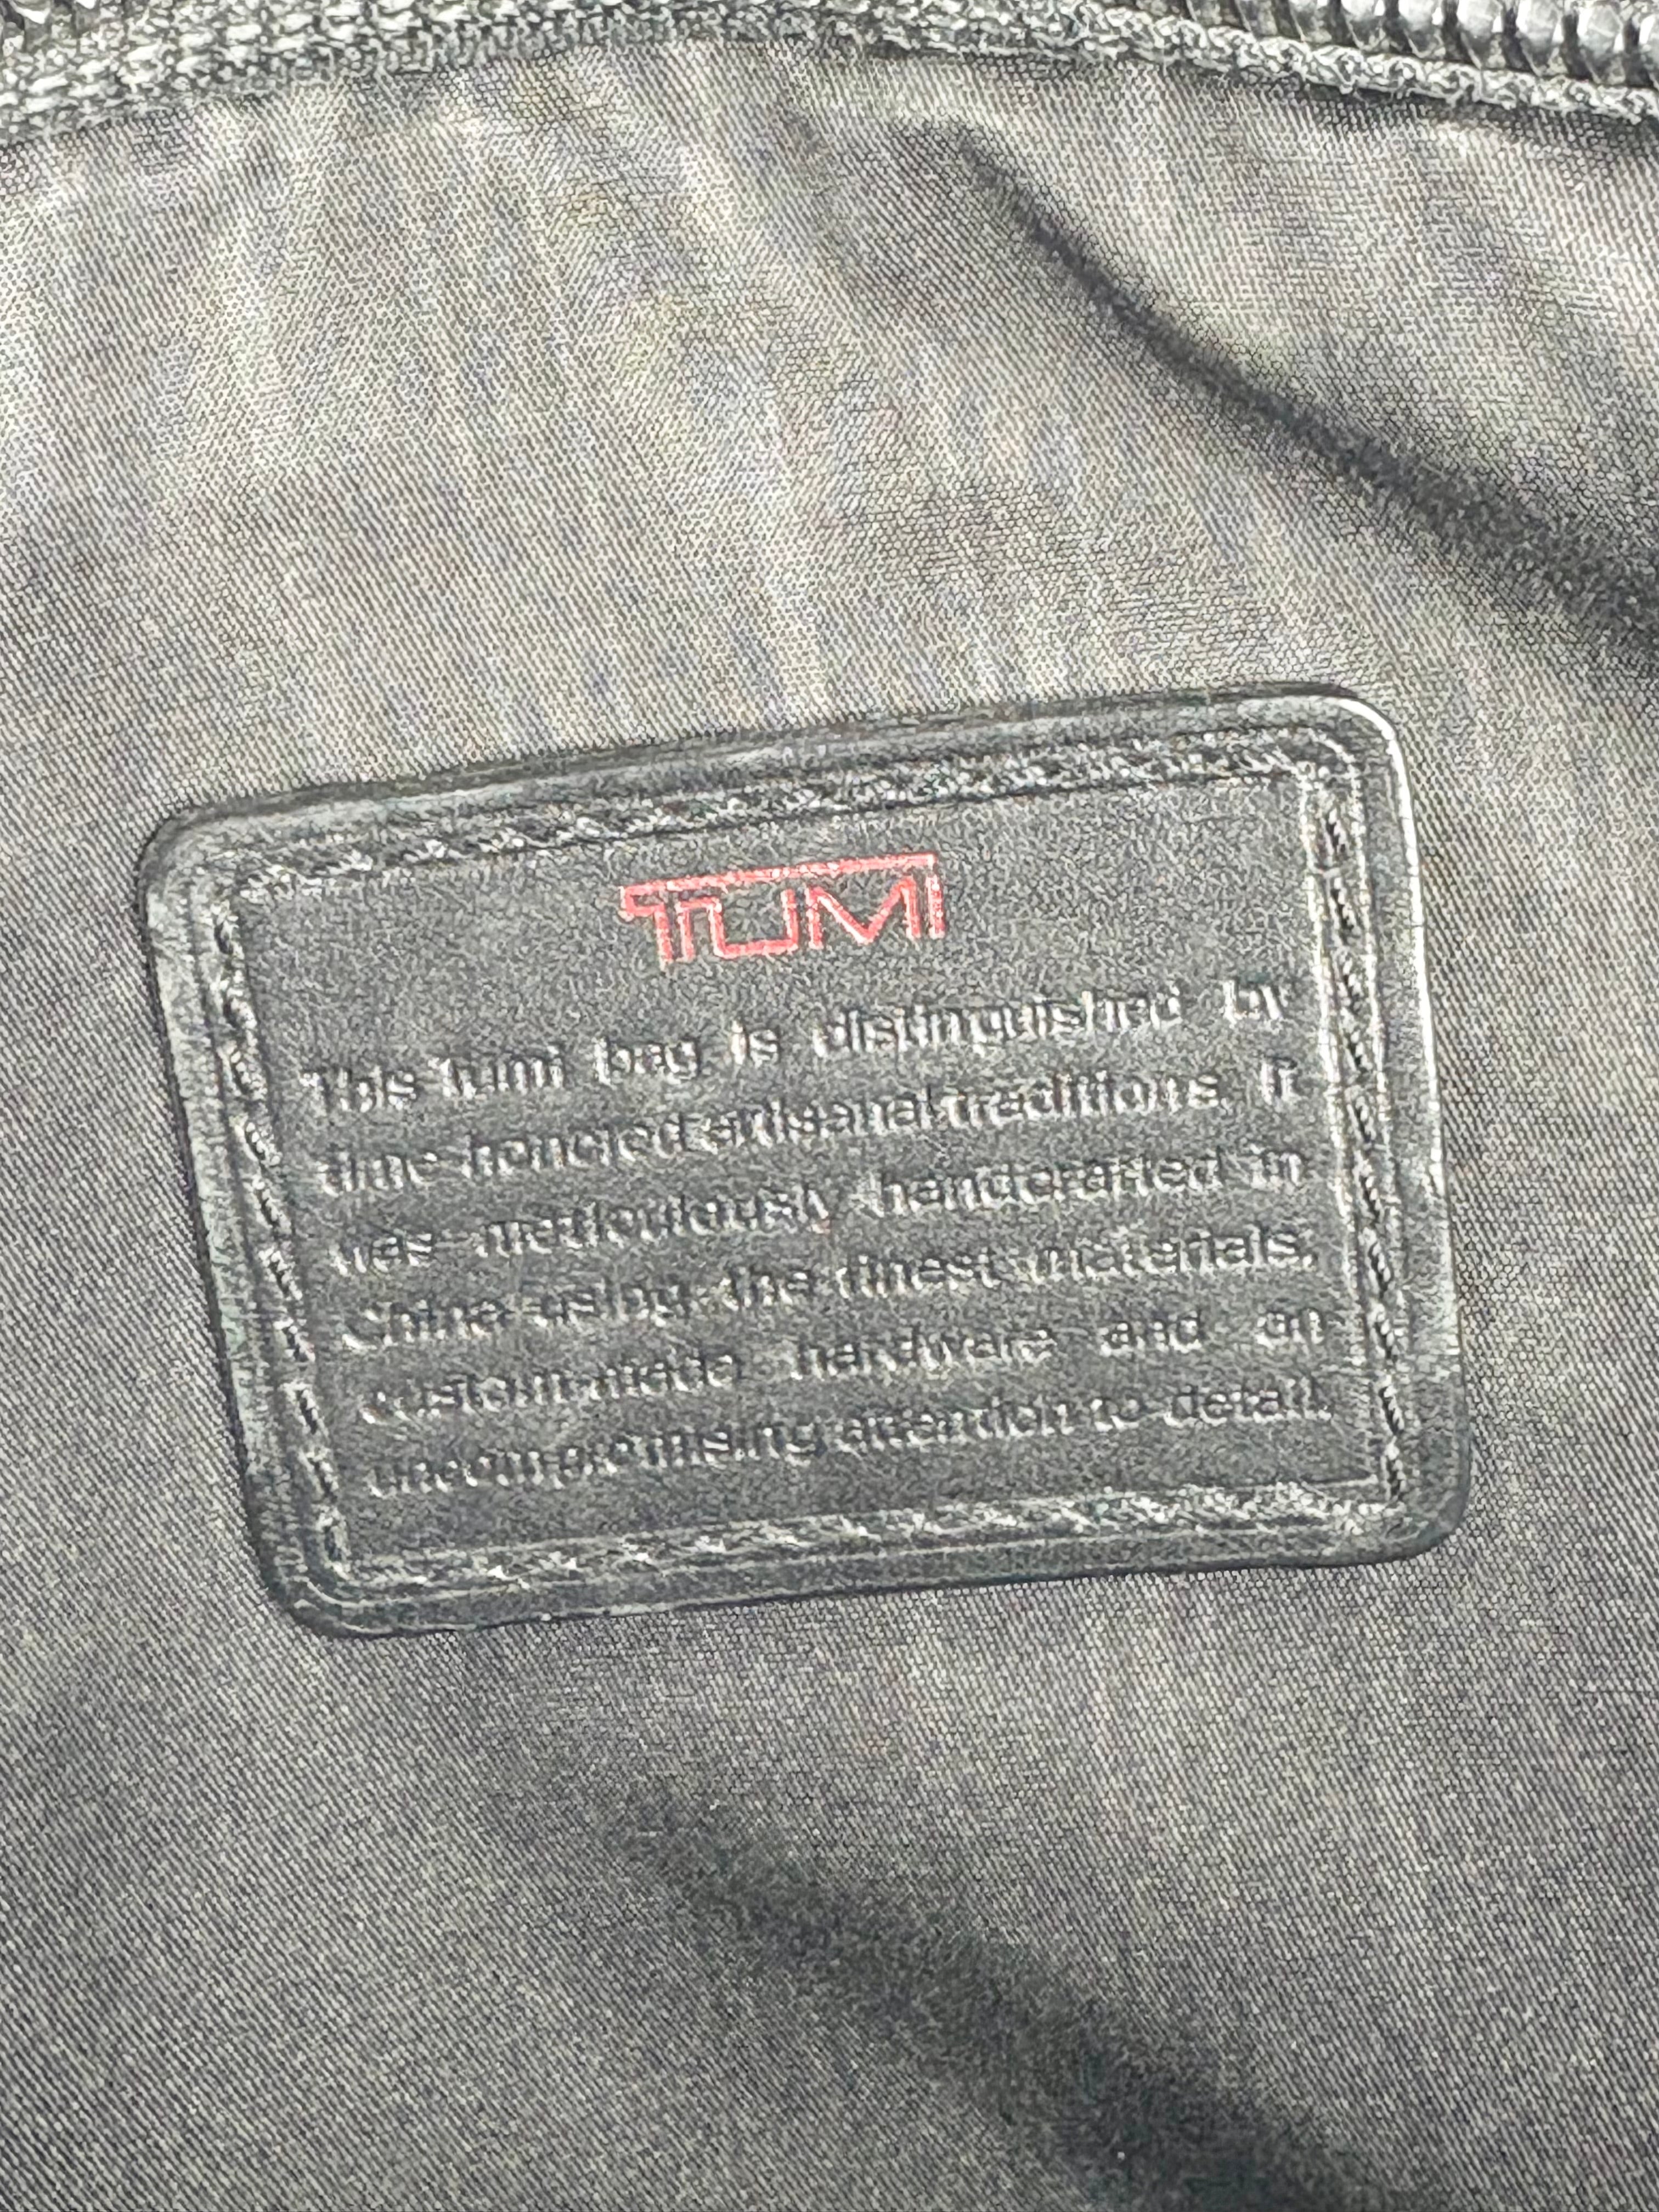 TUMI
This Tumi bag is distinguished by
time-honored artisanal traditions. It
was meticulously handcrafted in
China using the finest materials,
custom-made hardware and an
uncompromising attention to detail.